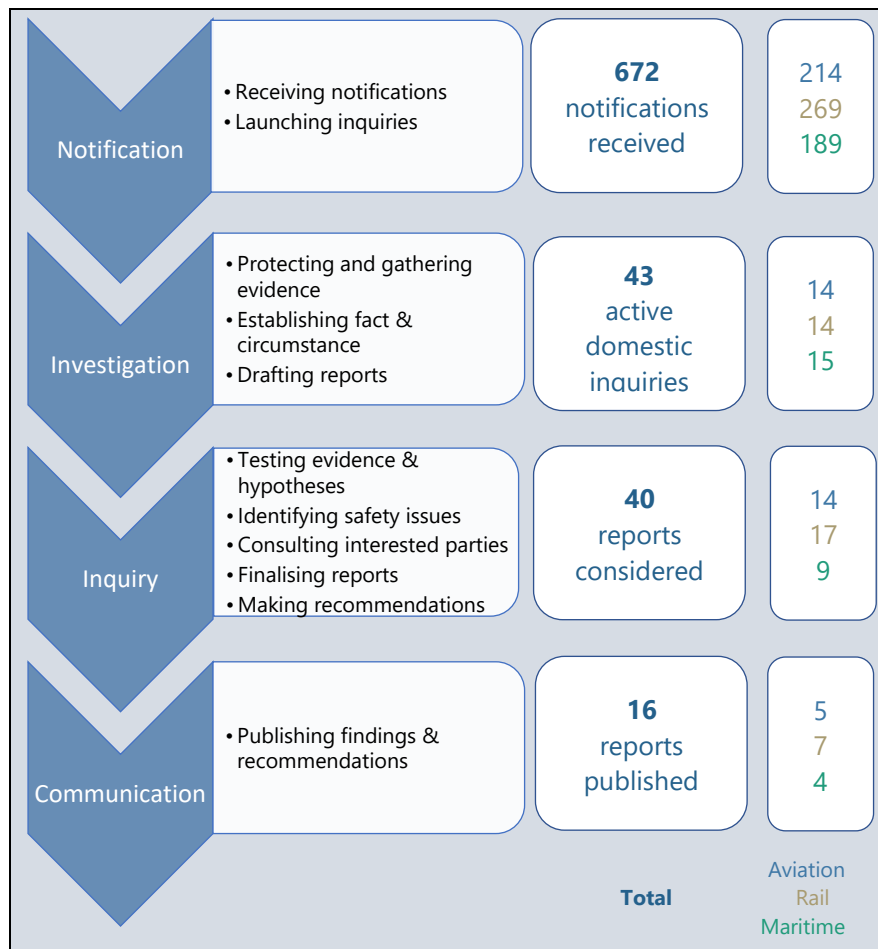 Notification
• Receiving notifications
• Launching inquiries
672
notifications
received
214
269
189
Investigation
• Protecting and gathering
evidence
• Establishing fact &
circumstance
• Drafting reports
43
active
domestic
inquiries
14
14
15
Inquiry
• Testing evidence &
hypotheses
• Identifying safety issues
• Consulting interested parties
• Finalising reports
• Making recommendations
40
reports
considered
14
17
9
Communication
• Publishing findings &
recommendations
16
reports
published
5
7
4
Total
Aviation
Rail
Maritime